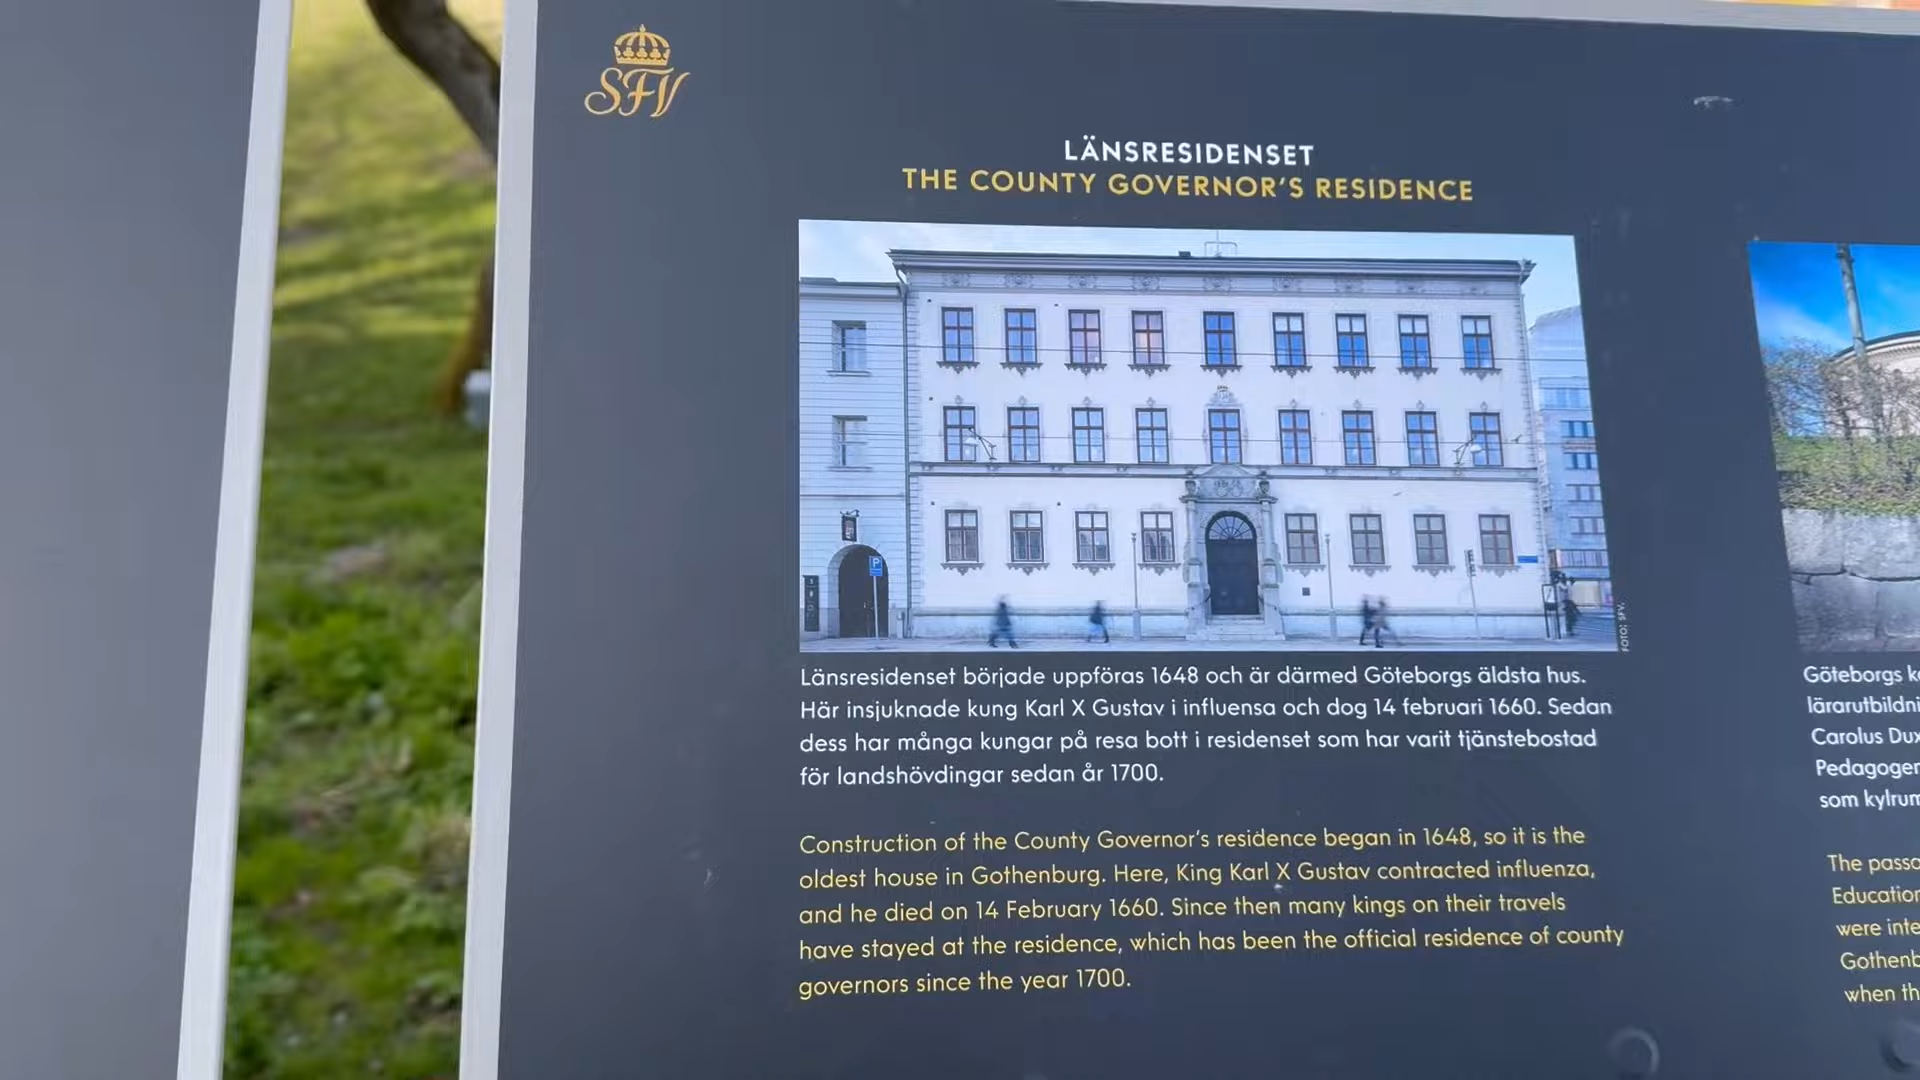 SFV
LÄNSRESIDENSET
THE COUNTY GOVERNOR'S RESIDENCE
P
FOTO: SFV.
Länsresidenset började uppföras 1648 och är därmed Göteborgs äldsta hus.
Här insjuknade kung Karl X Gustav i influensa och dog 14 februari 1660. Sedan
dess har många kungar på resa bott i residenset som har varit tjänstebostad
för landshövdingar sedan år 1700.
Construction of the County Governor's residence began in 1648, so it is the
oldest house in Gothenburg. Here, King Karl X Gustav contracted influenza,
and he died on 14 February 1660. Since then many kings on their travels
have stayed at the residence, which has been the official residence of county
governors since the year 1700.
Göteborgs
Carolus
The
were
when